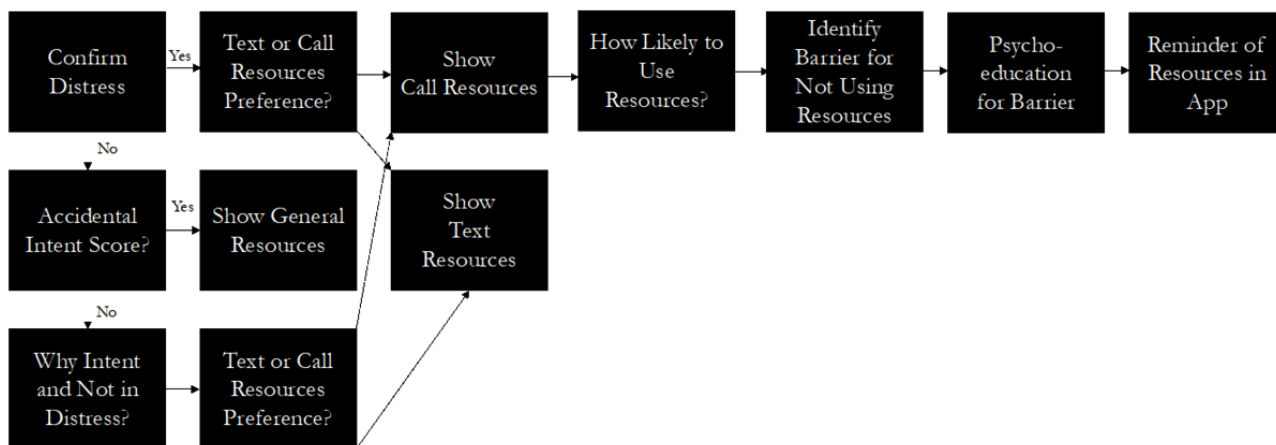 Confirm
Distress
Yes
Text or Call
Resources
Preference?
Show
Call Resources
How Likely to
Use
Resources?
Identify
Barrier for
Not Using
Resources
Psycho-
education
for Barrier
Reminder of
Resources in
App
No
Accidental
Intent Score?
Yes
Show General
Resources
Show
Text
Resources
No
Why Intent
and Not in
Distress?
Text or Call
Resources
Preference?